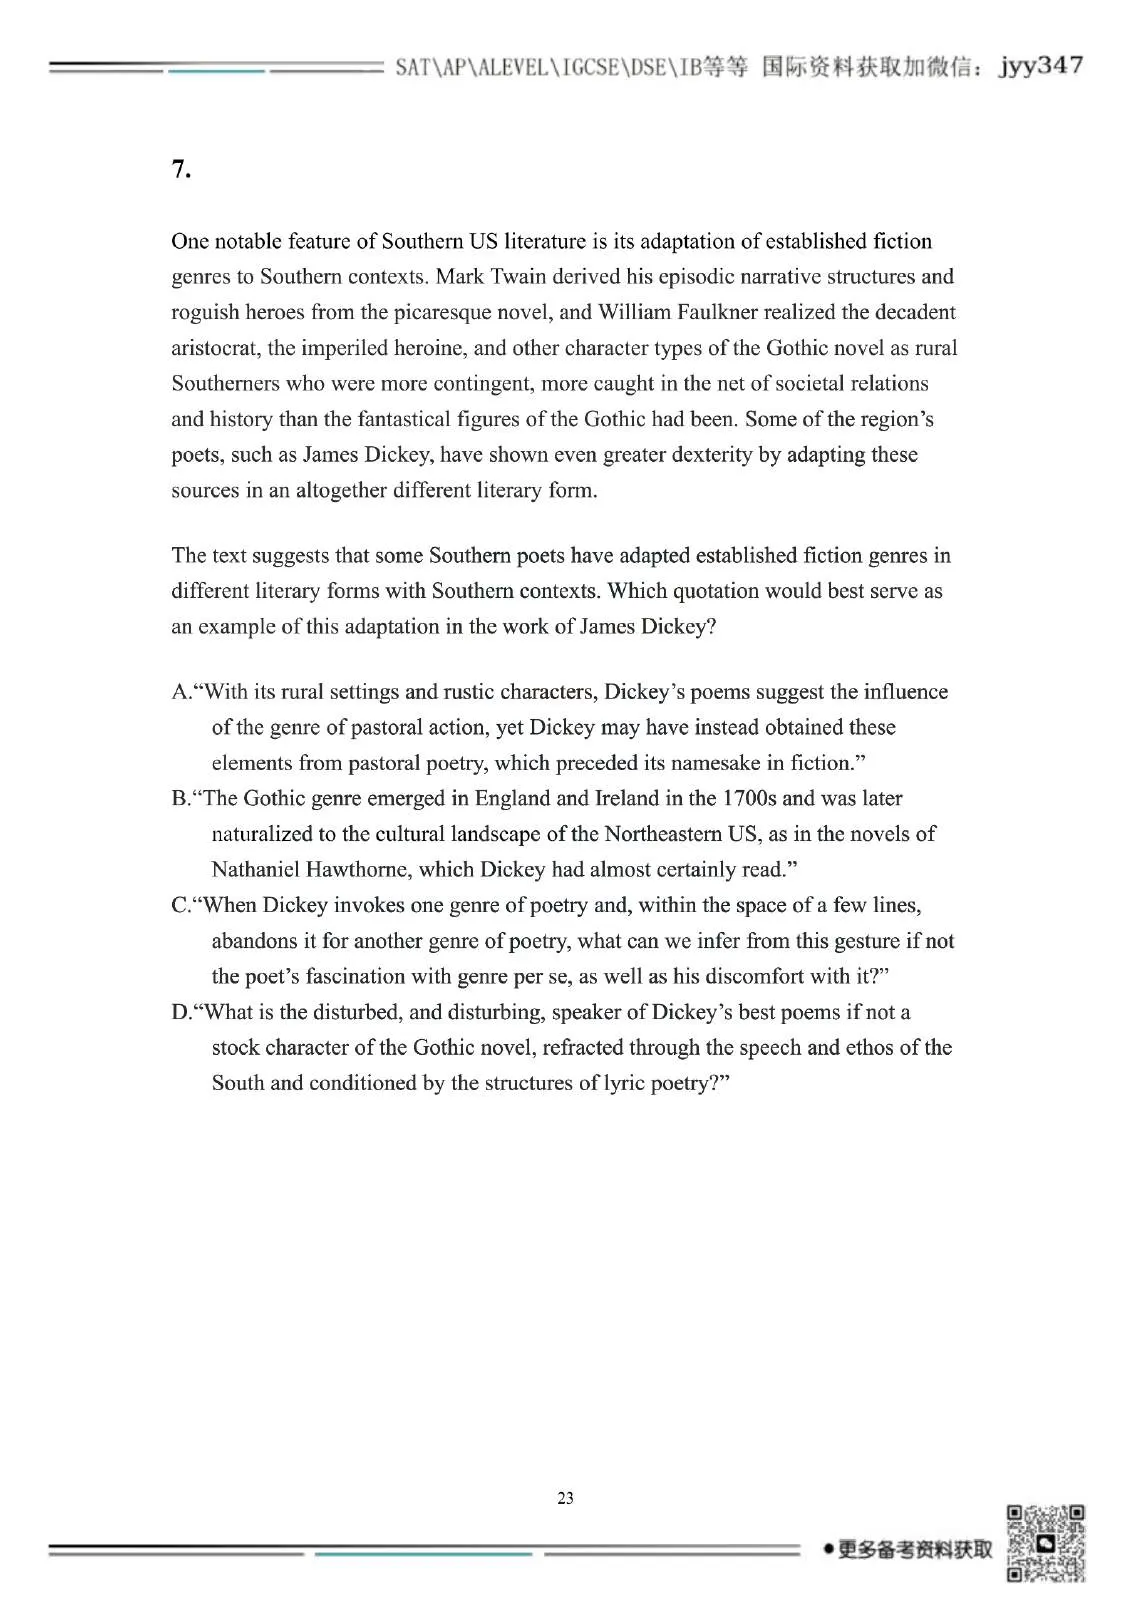 SAT\AP\ALEVEL\IGCSE\DSE\IB等等 国际资料获取加微信：jyy347
7.
One notable feature of Southern US literature is its adaptation of established fiction
genres to Southern contexts. Mark Twain derived his episodic narrative structures and
roguish heroes from the picaresque novel, and William Faulkner realized the decadent
aristocrat, the imperiled heroine, and other character types of the Gothic novel as rural
Southerners who were more contingent, more caught in the net of societal relations
and history than the fantastical figures of the Gothic had been. Some of the region’s
poets, such as James Dickey, have shown even greater dexterity by adapting these
sources in an altogether different literary form.
The text suggests that some Southern poets have adapted established fiction genres in
different literary forms with Southern contexts. Which quotation would best serve as
an example of this adaptation in the work of James Dickey?
A.“With its rural settings and rustic characters, Dickey’s poems suggest the influence
of the genre of pastoral action, yet Dickey may have instead obtained these
elements from pastoral poetry, which preceded its namesake in fiction.”
B.“The Gothic genre emerged in England and Ireland in the 1700s and was later
naturalized to the cultural landscape of the Northeastern US, as in the novels of
Nathaniel Hawthorne, which Dickey had almost certainly read.”
C.“When Dickey invokes one genre of poetry and, within the space of a few lines,
abandons it for another genre of poetry, what can we infer from this gesture if not
the poet’s fascination with genre per se, as well as his discomfort with it?”
D.“What is the disturbed, and disturbing, speaker of Dickey’s best poems if not a
stock character of the Gothic novel, refracted through the speech and ethos of the
South and conditioned by the structures of lyric poetry?”
23
●更多备考资料获取